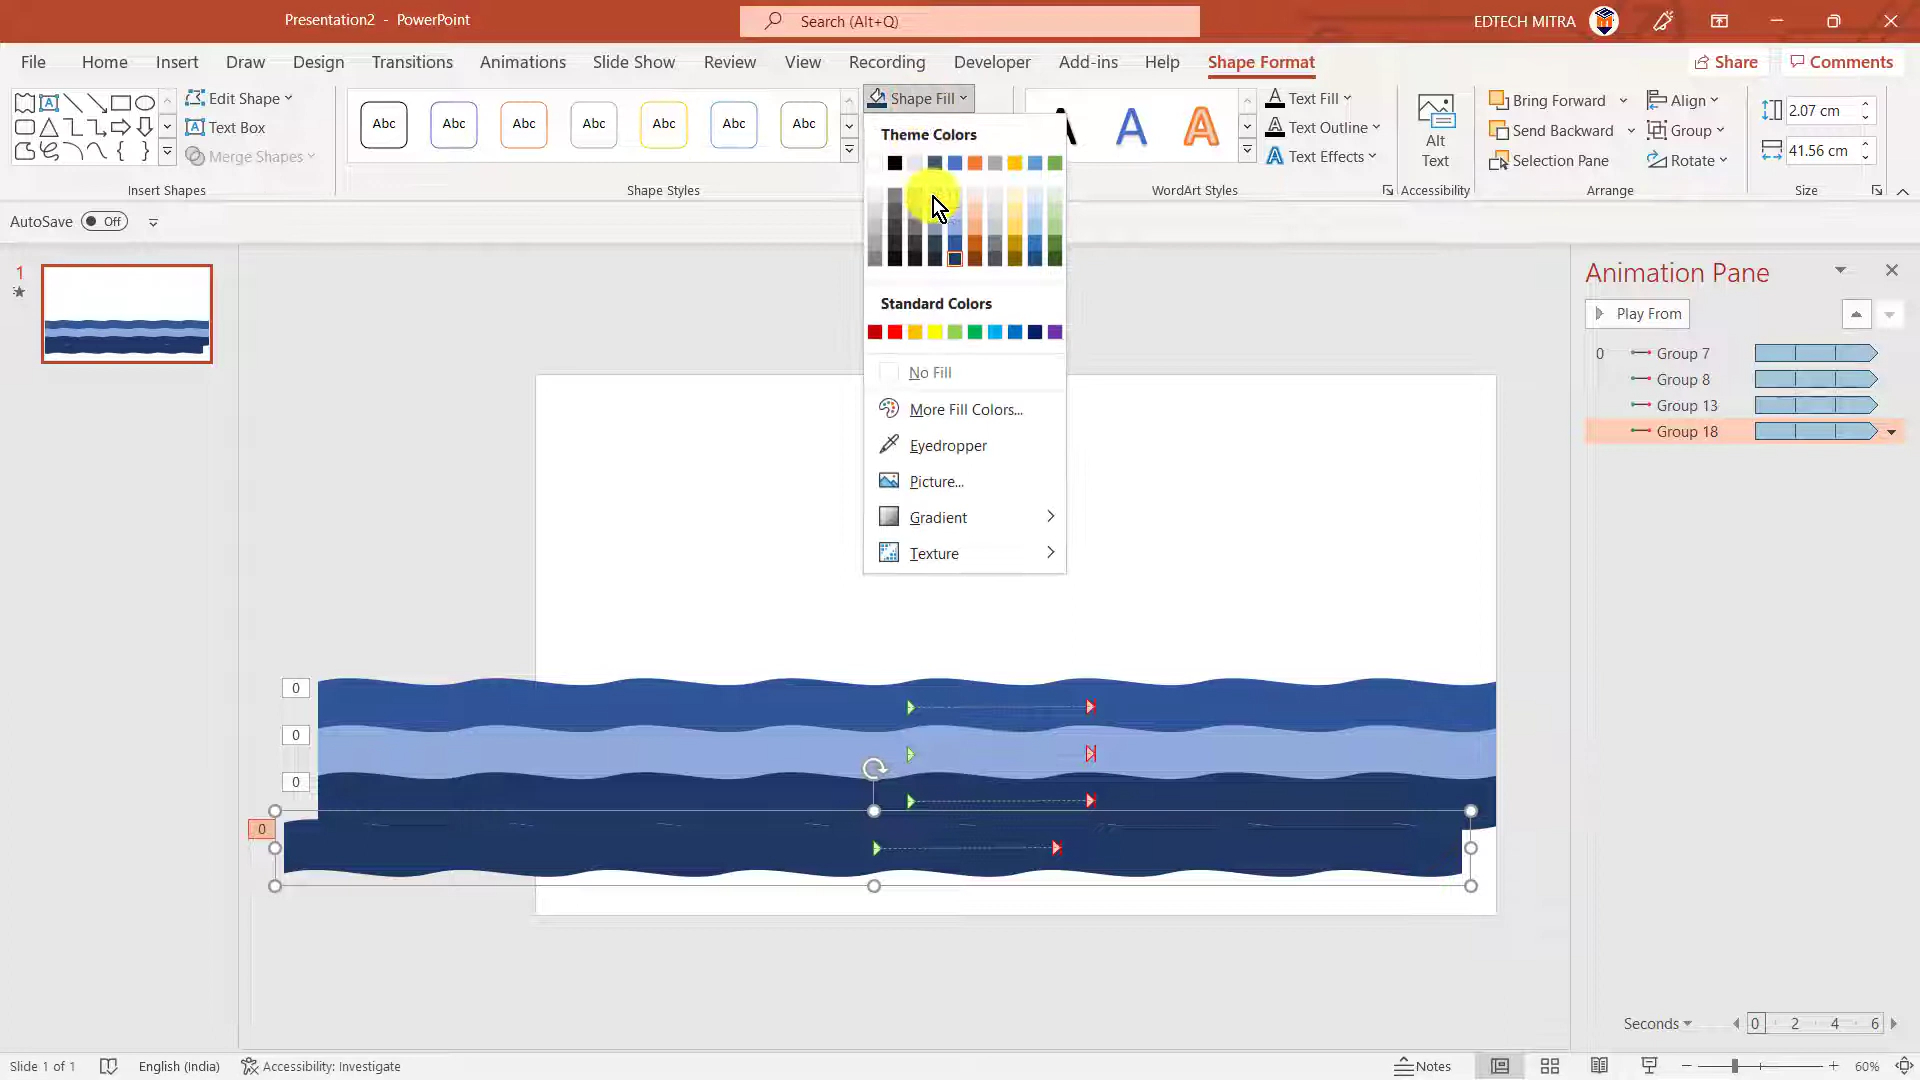 Presentation2 - PowerPoint
Search (Alt+Q)
EDTECH MITRA
File Home Insert Draw Design Transitions Animations Slide Show Review View Recording Developer Add-ins Help Shape Format
Share Comments
Edit Shape
Text Box
Merge Shapes
Insert Shapes
Abc Abc Abc Abc Abc Abc Abc
Shape Styles
Shape Fill
Text Fill
Text Outline
Text Effects
WordArt Styles
Alt Text
Accessibility
Bring Forward
Send Backward
Selection Pane
Align
Group
Rotate
Arrange
2.07 cm
41.56 cm
Size
AutoSave Off
Theme Colors
Standard Colors
No Fill
More Fill Colors...
Eyedropper
Picture...
Gradient
Texture
1
0
0
0
0
Animation Pane
Play From
0 Group 7
Group 8
Group 13
Group 18
Seconds 0 2 4 6
Slide 1 of 1 English (India) Accessibility: Investigate
Notes
60%